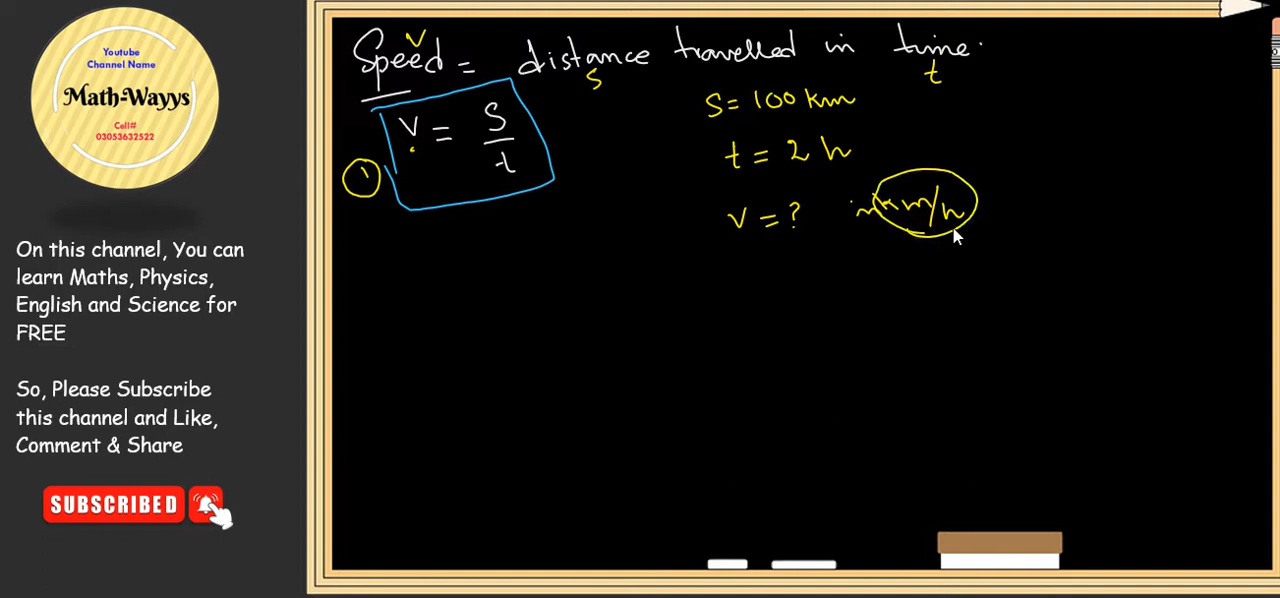 Youtube
Channel Name
Math-Wayys
Cell#
03053632522
On this channel, You can
learn Maths, Physics,
English and Science for
FREE
So, Please Subscribe
this channel and Like,
Comment & Share
SUBSCRIBED
v
Speed = distance travelled in time.
s t
v = s/t
1
s = 100 km
t = 2 h
v = ? km/h